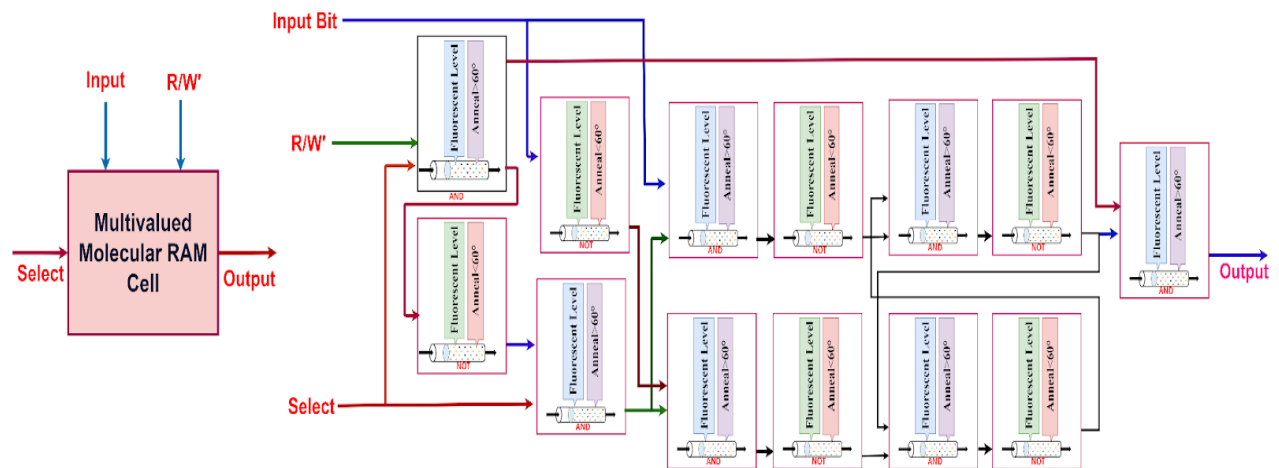 Input
R/W'
Multivalued
Molecular RAM
Cell
Select
Output
Input Bit
R/W'
Select
Fluorescent Level
Anneal>60°
AND
Fluorescent Level
Anneal<60°
NOT
Fluorescent Level
Anneal<60°
NOT
Fluorescent Level
Anneal>60°
AND
Fluorescent Level
Anneal>60°
AND
Fluorescent Level
Anneal<60°
NOT
Fluorescent Level
Anneal>60°
AND
Fluorescent Level
Anneal<60°
NOT
Fluorescent Level
Anneal>60°
AND
Fluorescent Level
Anneal<60°
NOT
Fluorescent Level
Anneal>60°
AND
Fluorescent Level
Anneal<60°
NOT
Fluorescent Level
Anneal>60°
AND
Output